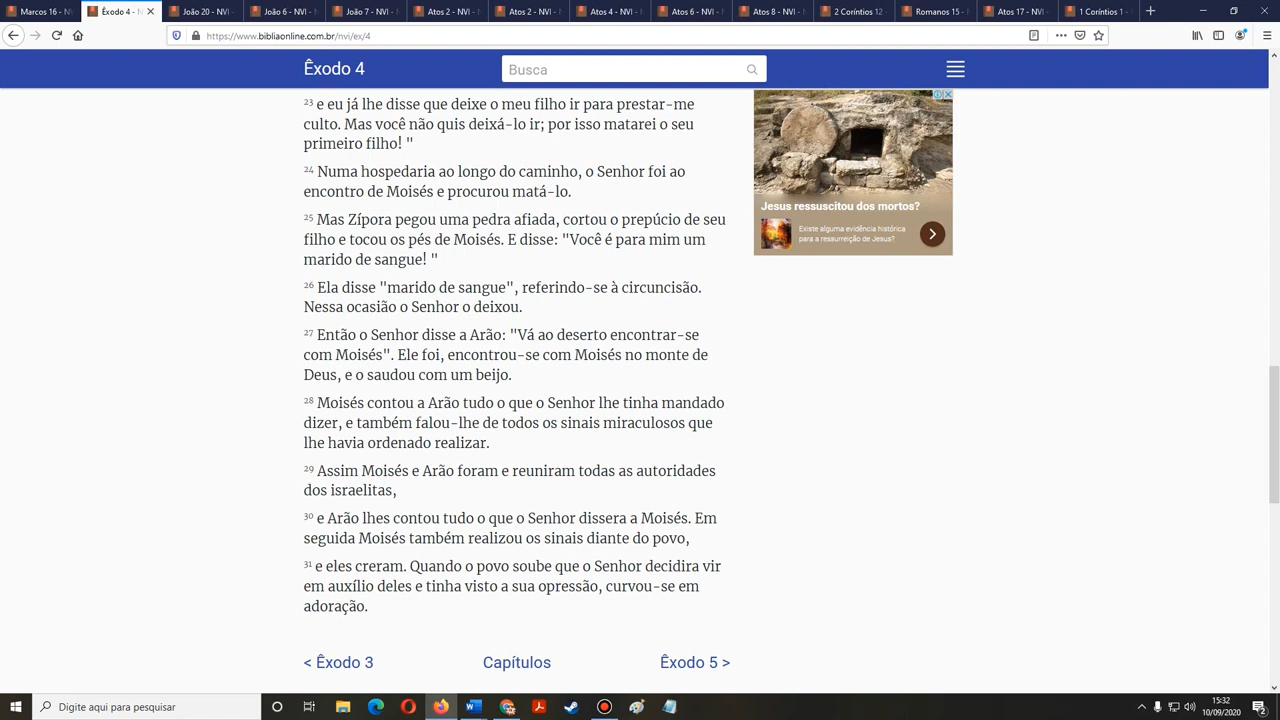 Marcos 16 - N
Êxodo 4 - N
João 20 - NVI
João 6 - NVI
João 7 - NVI
Atos 2 - NVI
Atos 2 - NVI
Atos 4 - NVI
Atos 6 - NVI
Atos 8 - NVI
2 Coríntios 12
Romanos 15 -
Atos 17 - NVI
1 Coríntios 1 -
https://www.bibliaonline.com.br/nvi/ex/4
Êxodo 4
Busca
23 e eu já lhe disse que deixe o meu filho ir para prestar-me
culto. Mas você não quis deixá-lo ir; por isso matarei o seu
primeiro filho! "
24 Numa hospedaria ao longo do caminho, o Senhor foi ao
encontro de Moisés e procurou matá-lo.
25 Mas Zípora pegou uma pedra afiada, cortou o prepúcio de seu
filho e tocou os pés de Moisés. E disse: "Você é para mim um
marido de sangue! "
26 Ela disse "marido de sangue", referindo-se à circuncisão.
Nessa ocasião o Senhor o deixou.
27 Então o Senhor disse a Arão: "Vá ao deserto encontrar-se
com Moisés". Ele foi, encontrou-se com Moisés no monte de
Deus, e o saudou com um beijo.
28 Moisés contou a Arão tudo o que o Senhor lhe tinha mandado
dizer, e também falou-lhe de todos os sinais miraculosos que
lhe havia ordenado realizar.
29 Assim Moisés e Arão foram e reuniram todas as autoridades
dos israelitas,
30 e Arão lhes contou tudo o que o Senhor dissera a Moisés. Em
seguida Moisés também realizou os sinais diante do povo,
31 e eles creram. Quando o povo soube que o Senhor decidira vir
em auxílio deles e tinha visto a sua opressão, curvou-se em
adoração.
Jesus ressuscitou dos mortos?
Existe alguma evidência histórica
para a ressurreição de Jesus?
< Êxodo 3
Capítulos
Êxodo 5 >
Digite aqui para pesquisar
15:32
10/09/2020
2